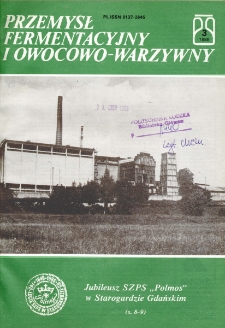 PL ISSN 0137-2645
PRZEMYSŁ
FERMENTACYJNY
I OWOCOWO-WARZYWNY
3
Jubileusz SZPS „Polmos"
w Starogardzie Gdańskim
(s. 8-9)